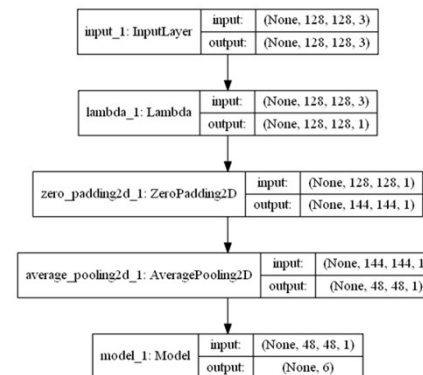 input_1: InputLayer
input: (None, 128, 128, 3)
output: (None, 128, 128, 3)
lambda_1: Lambda
input: (None, 128, 128, 3)
output: (None, 128, 128, 1)
zero_padding2d_1: ZeroPadding2D
input: (None, 128, 128, 1)
output: (None, 144, 144, 1)
average_pooling2d_1: AveragePooling2D
input: (None, 144, 144, 1
output: (None, 48, 48, 1)
model_1: Model
input: (None, 48, 48, 1)
output: (None, 6)